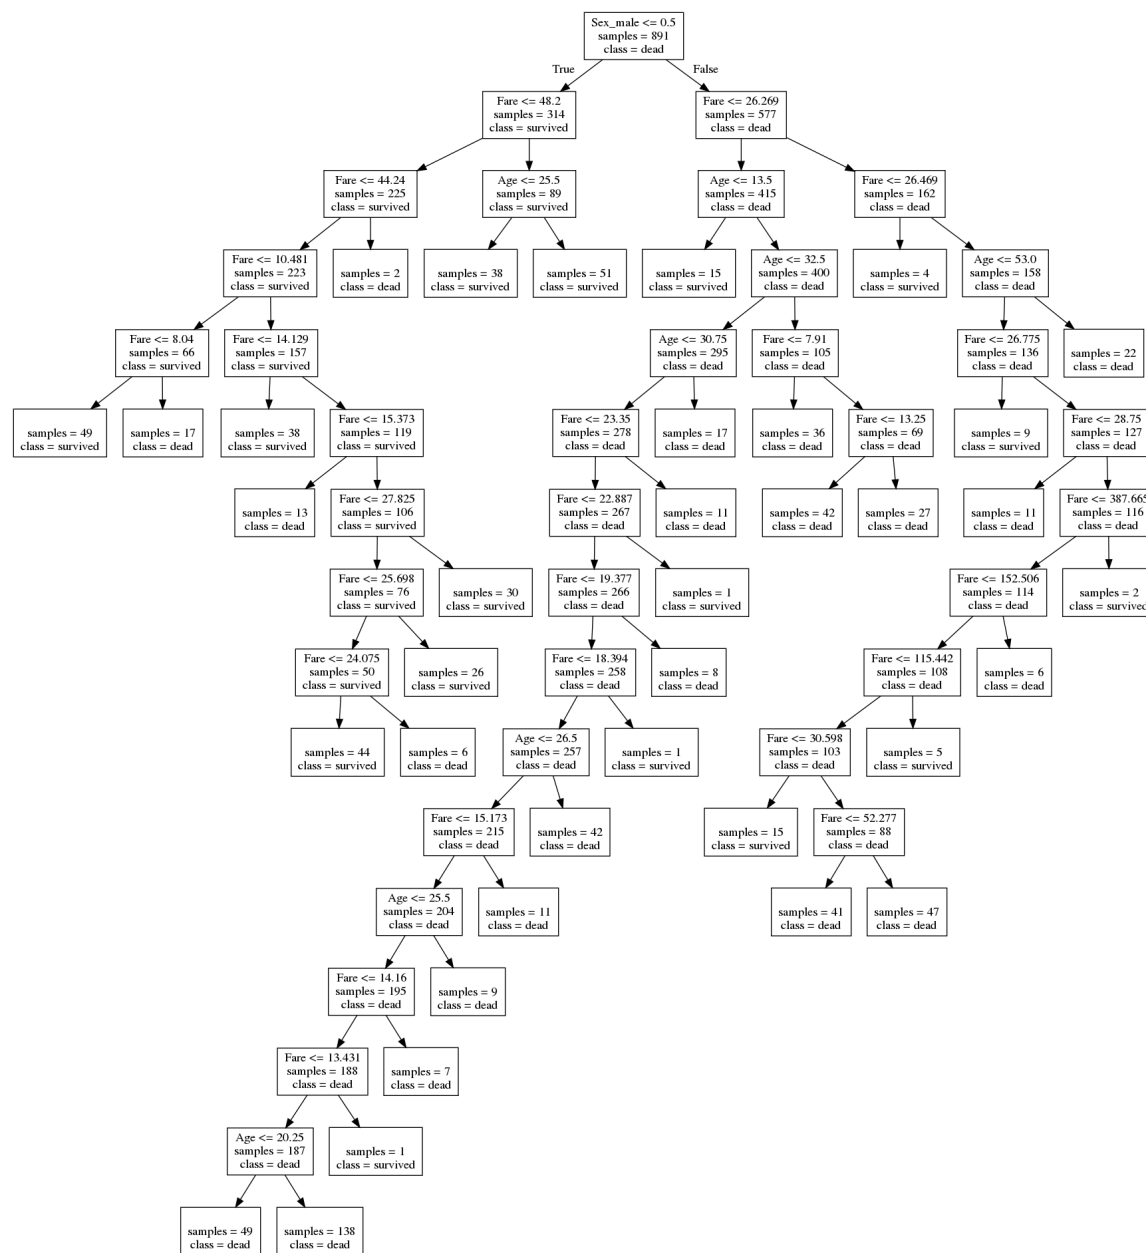 Sex_male <= 0.5
samples = 891
class = dead
True
False
Fare <= 48.2
samples = 314
class = survived
Fare <= 26.269
samples = 577
class = dead
Fare <= 44.24
samples = 225
class = survived
Age <= 25.5
samples = 89
class = survived
Age <= 13.5
samples = 415
class = dead
Fare <= 26.469
samples = 162
class = dead
Fare <= 10.481
samples = 223
class = survived
samples = 2
class = dead
samples = 38
class = survived
samples = 51
class = survived
samples = 15
class = survived
Age <= 32.5
samples = 400
class = dead
samples = 4
class = survived
Age <= 53.0
samples = 158
class = dead
Fare <= 8.04
samples = 66
class = survived
Fare <= 14.129
samples = 157
class = survived
Age <= 30.75
samples = 295
class = dead
Fare <= 7.91
samples = 105
class = dead
Fare <= 26.775
samples = 136
class = dead
samples = 22
class = dead
samples = 49
class = survived
samples = 17
class = dead
samples = 38
class = survived
Fare <= 15.373
samples = 119
class = survived
Fare <= 23.35
samples = 278
class = dead
samples = 17
class = dead
samples = 36
class = dead
Fare <= 13.25
samples = 69
class = dead
samples = 9
class = survived
Fare <= 28.75
samples = 127
class = dead
samples = 13
class = dead
Fare <= 27.825
samples = 106
class = survived
Fare <= 22.887
samples = 267
class = dead
samples = 11
class = dead
samples = 42
class = dead
samples = 27
class = dead
samples = 11
class = dead
Fare <= 387.665
samples = 116
class = dead
Fare <= 25.698
samples = 76
class = survived
samples = 30
class = survived
Fare <= 19.377
samples = 266
class = dead
samples = 1
class = survived
Fare <= 152.506
samples = 114
class = dead
samples = 2
class = survived
Fare <= 24.075
samples = 50
class = survived
samples = 26
class = survived
Fare <= 18.394
samples = 258
class = dead
samples = 8
class = dead
Fare <= 115.442
samples = 108
class = dead
samples = 6
class = dead
samples = 44
class = survived
samples = 6
class = dead
Age <= 26.5
samples = 257
class = dead
samples = 1
class = survived
Fare <= 30.598
samples = 103
class = dead
samples = 5
class = survived
Fare <= 15.173
samples = 215
class = dead
samples = 42
class = dead
samples = 15
class = survived
Fare <= 52.277
samples = 88
class = dead
Age <= 25.5
samples = 204
class = dead
samples = 11
class = dead
samples = 41
class = dead
samples = 47
class = dead
Fare <= 14.16
samples = 195
class = dead
samples = 9
class = dead
Fare <= 13.431
samples = 188
class = dead
samples = 7
class = dead
Age <= 20.25
samples = 187
class = dead
samples = 1
class = survived
samples = 49
class = dead
samples = 138
class = dead